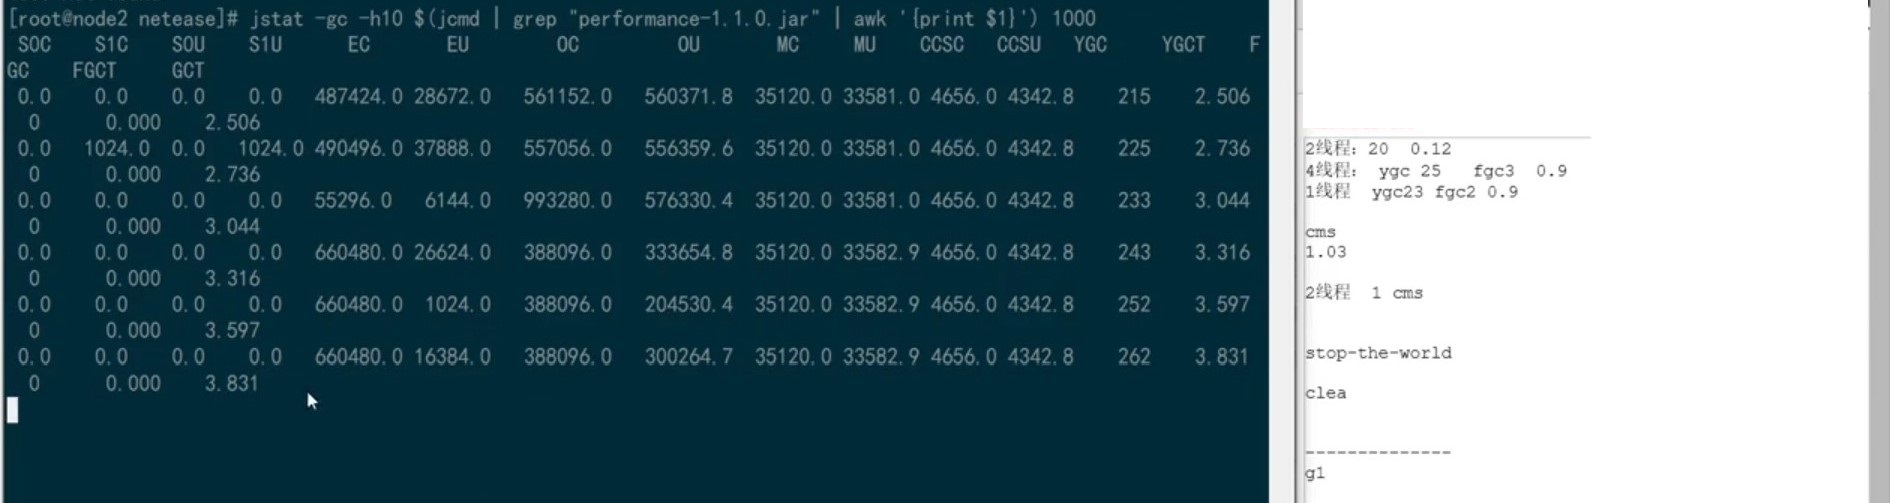 [root@node2 netease]# jstat -gc -h10 $(jcmd | grep "performance-1.1.0.jar" | awk '{print $1}') 1000
S0C S1C S0U S1U EC EU OC OU MC MU CCSC CCSU YGC YGCT F
GC FGCT GCT
0.0 0.0 0.0 0.0 487424.0 28672.0 561152.0 560371.8 35120.0 33581.0 4656.0 4342.8 215 2.506
0 0.000 2.506
0.0 1024.0 0.0 1024.0 490496.0 37888.0 557056.0 556359.6 35120.0 33581.0 4656.0 4342.8 225 2.736
0 0.000 2.736
0.0 0.0 0.0 0.0 55296.0 6144.0 993280.0 576330.4 35120.0 33581.0 4656.0 4342.8 233 3.044
0 0.000 3.044
0.0 0.0 0.0 0.0 660480.0 26624.0 388096.0 333654.8 35120.0 33582.9 4656.0 4342.8 243 3.316
0 0.000 3.316
0.0 0.0 0.0 0.0 660480.0 1024.0 388096.0 204530.4 35120.0 33582.9 4656.0 4342.8 252 3.597
0 0.000 3.597
0.0 0.0 0.0 0.0 660480.0 16384.0 388096.0 300264.7 35120.0 33582.9 4656.0 4342.8 262 3.831
0 0.000 3.831
2线程：20 0.12
4线程： ygc 25 fgc3 0.9
1线程 ygc23 fgc2 0.9
cms
1.03
2线程 1 cms
stop-the-world
clea
--------------
g1